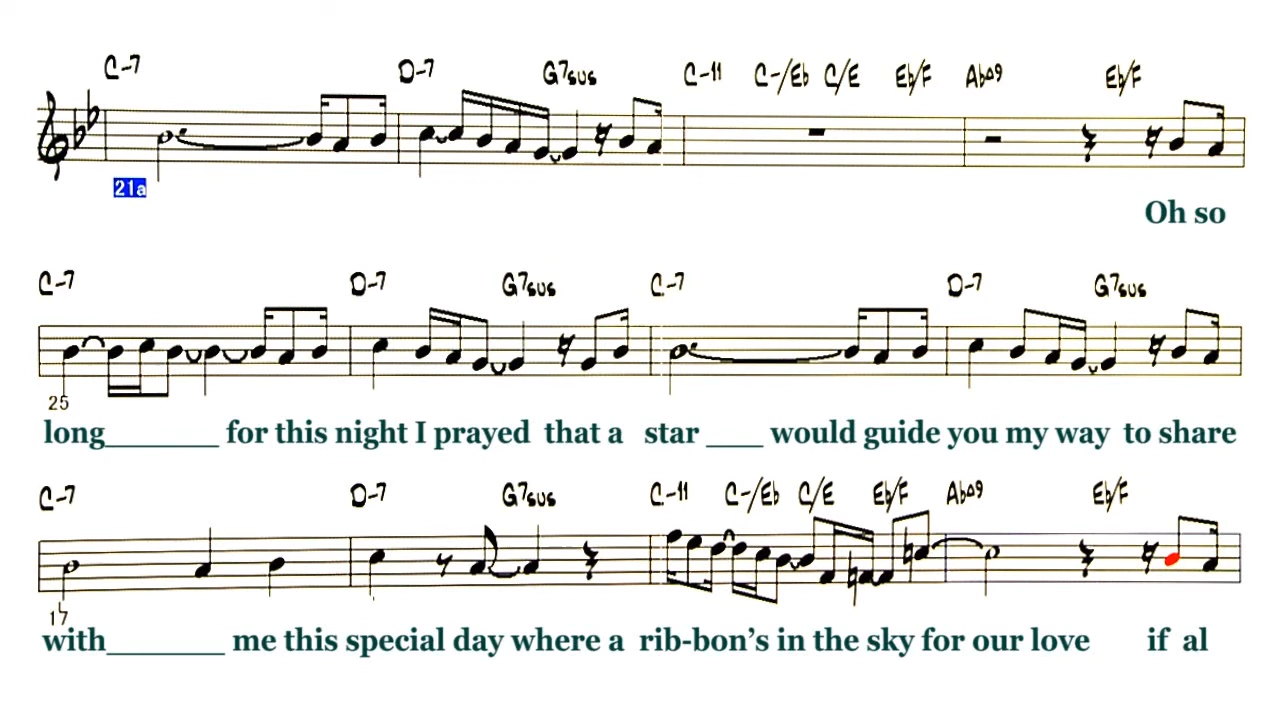 C-7 D-7 G7sus C-11 C-/Eb C/E Eb/F Ab△9 Eb/F
21a
Oh so
C-7 D-7 G7sus C-7 D-7 G7sus
25
long______ for this night I prayed that a star ___ would guide you my way to share
C-7 D-7 G7sus C-11 C-/Eb C/E Eb/F Ab△9 Eb/F
17
with______ me this special day where a rib-bon's in the sky for our love if al